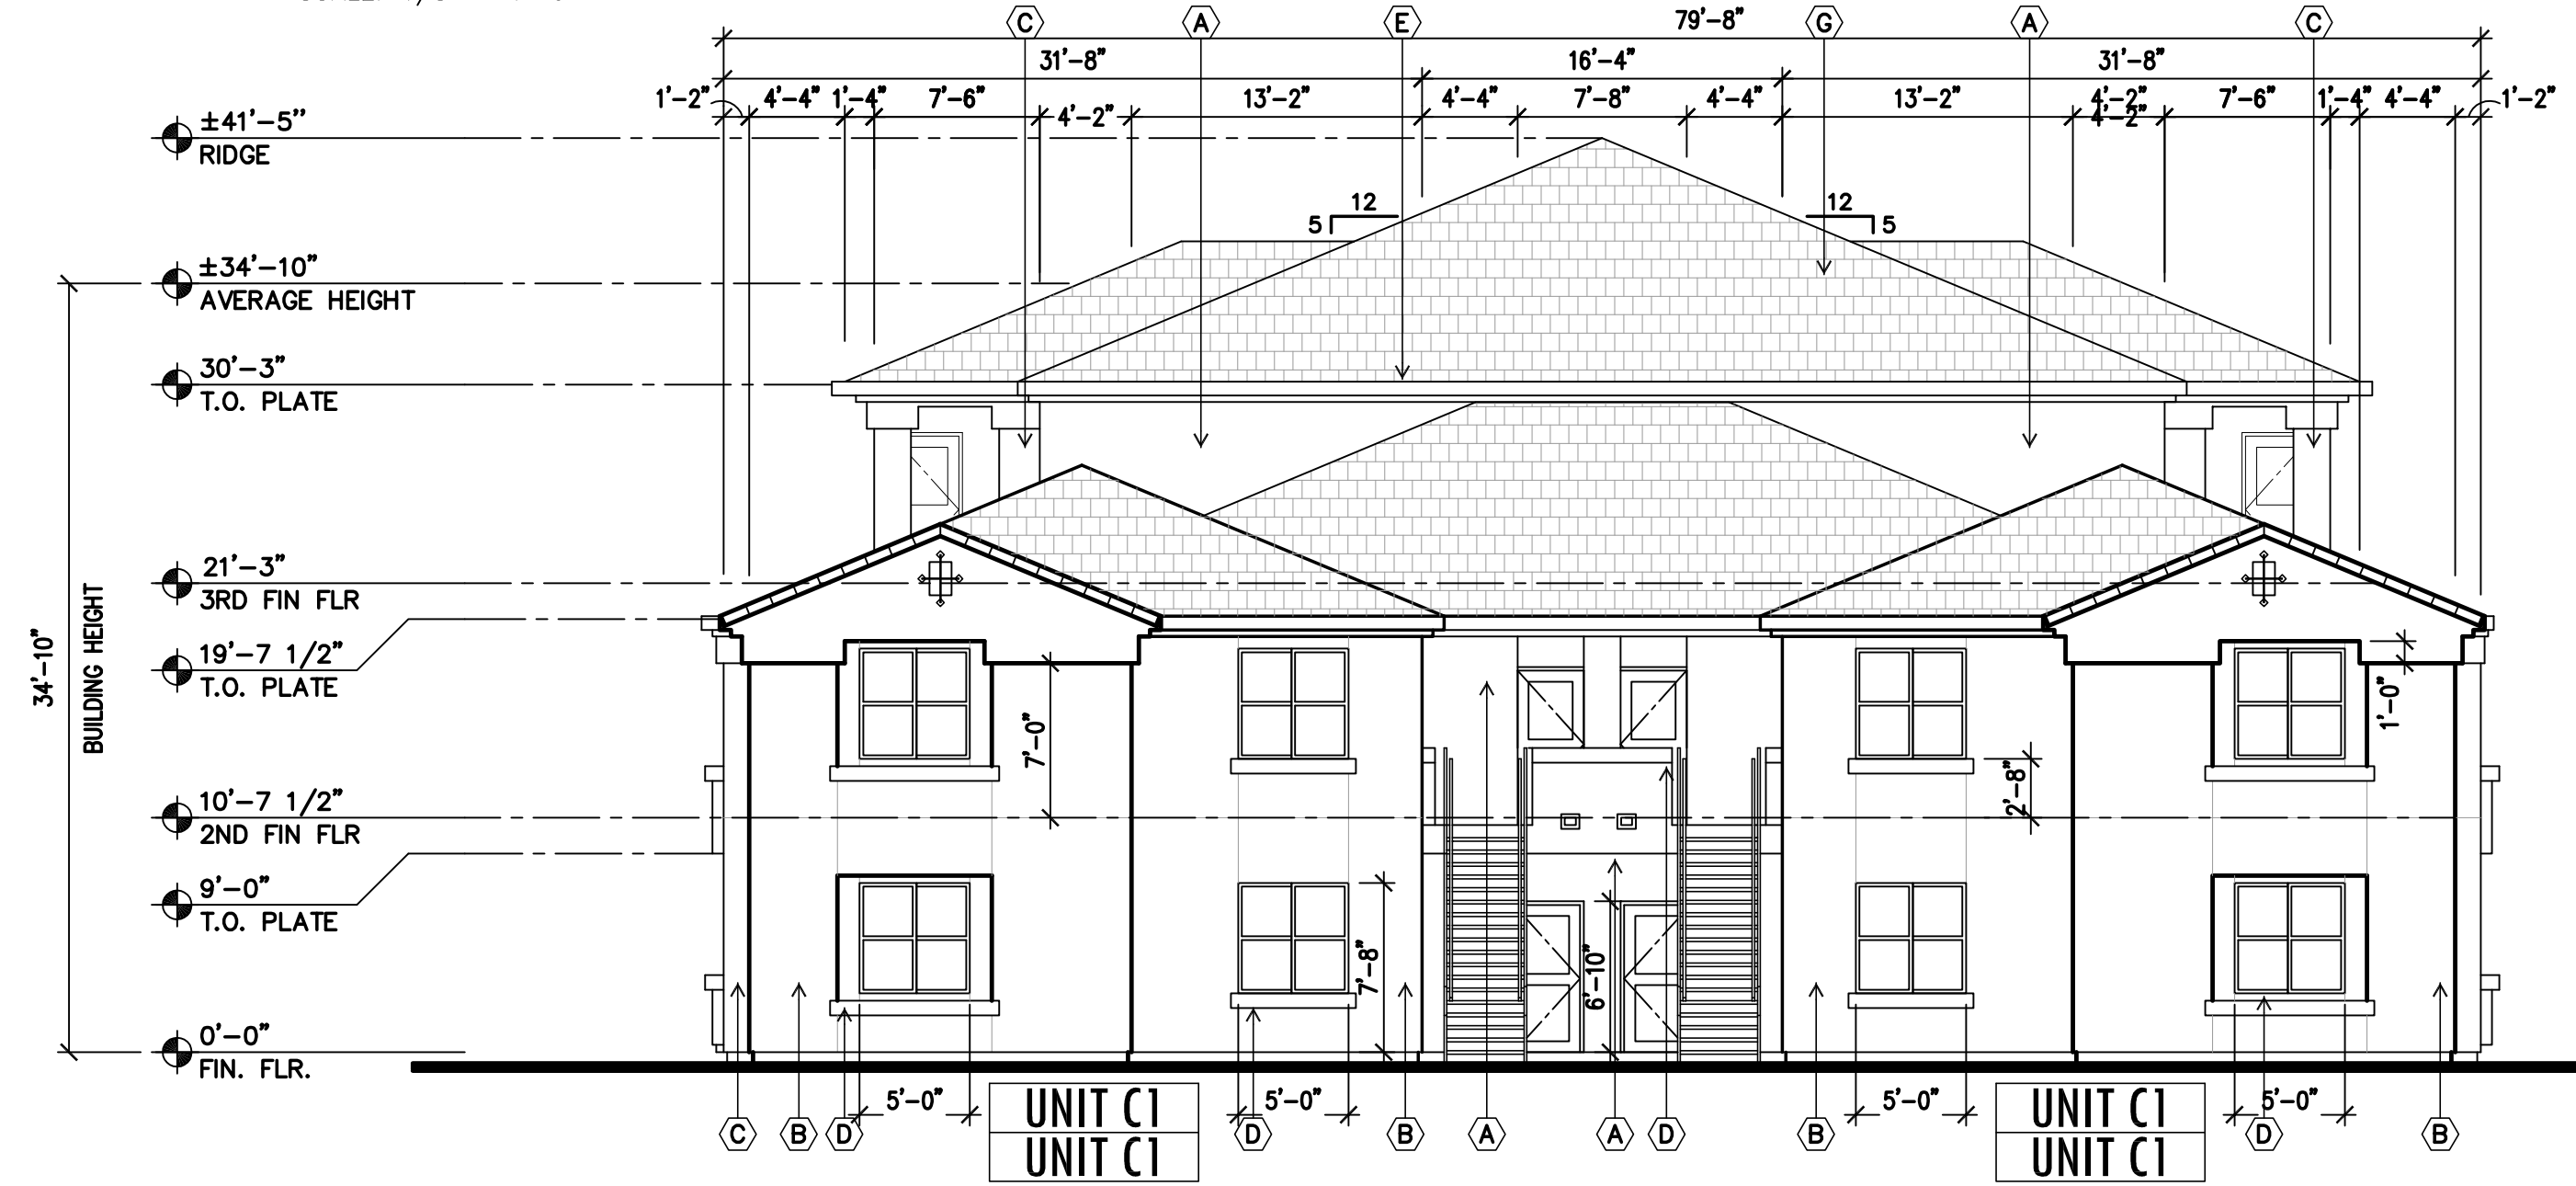 C A E 79'-8" G A C
31'-8" 16'-4" 31'-8"
1'-2" 4'-4" 1'-4" 7'-6" 4'-2" 13'-2" 4'-4" 7'-8" 4'-4" 13'-2" 4'-2" 7'-6" 1'-4" 4'-4" 1'-2"
4'-2"
±41'-5"
RIDGE
12 12
5 5
±34'-10"
AVERAGE HEIGHT
30'-3"
T.O. PLATE
21'-3"
3RD FIN FLR
19'-7 1/2"
T.O. PLATE
34'-10"
BUILDING HEIGHT
7'-0"
1'-0"
2'-8"
10'-7 1/2"
2ND FIN FLR
9'-0"
T.O. PLATE
7'-8"
6'-10"
0'-0"
FIN. FLR.
5'-0" 5'-0" 5'-0" 5'-0"
UNIT C1 UNIT C1
C B D D B A A D B D B
UNIT C1 UNIT C1